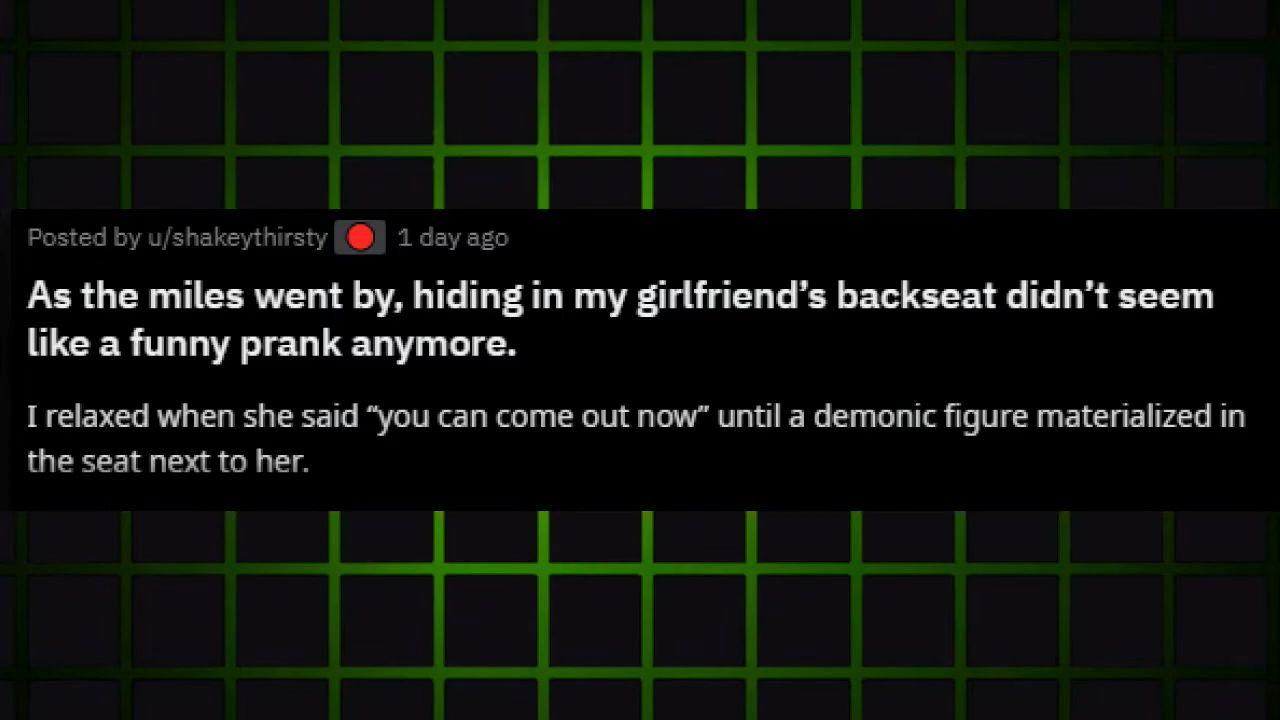 Posted by u/shakeythirsty 1 day ago
As the miles went by, hiding in my girlfriend’s backseat didn’t seem
like a funny prank anymore.
I relaxed when she said “you can come out now” until a demonic figure materialized in
the seat next to her.